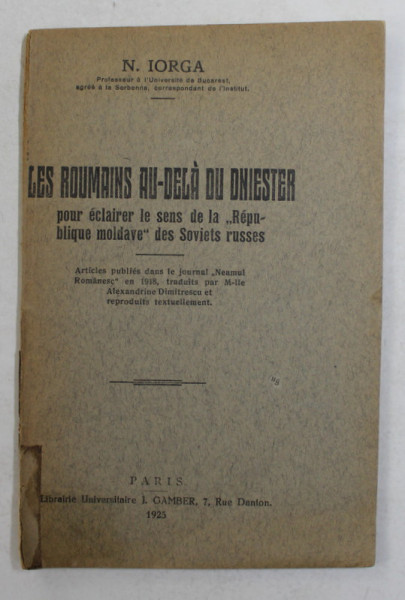 N. IORGA
Professeur à l'Université de Bucarest,
agréé à la Sorbonne, correspondant de l'Institut.
LES ROUMAINS AU-DELÀ DU DNIESTER
pour éclairer le sens de la „Répu-
blique moldave“ des Soviets russes
Articles publiés dans le journal „Neamul
Românesc“ en 1918, traduits par M-lle
Alexandrine Dimitrescu et
reproduits textuellement.
PARIS
Librairie Universitaire J. GAMBER, 7, Rue Danton.
1925